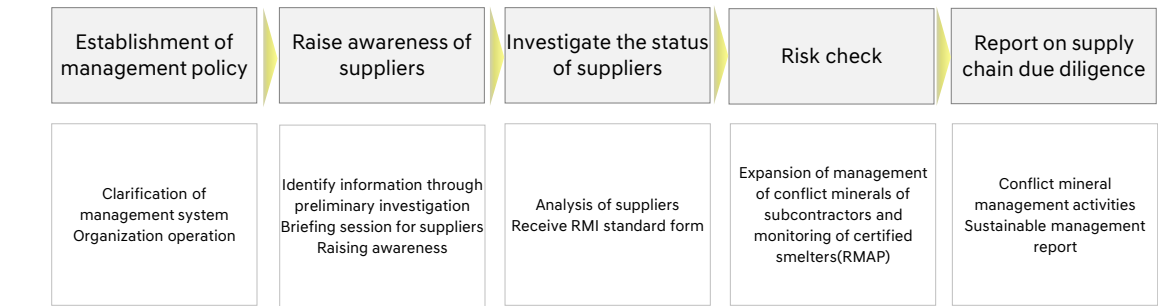 Establishment of
management policy
Raise awareness of
suppliers
Investigate the status
of suppliers
Risk check
Report on supply
chain due diligence
Clarification of
management system
Organization operation
Identify information through
preliminary investigation
Briefing session for suppliers
Raising awareness
Analysis of suppliers
Receive RMI standard form
Expansion of management
of conflict minerals of
subcontractors and
monitoring of certified
smelters(RMAP)
Conflict mineral
management activities
Sustainable management
report